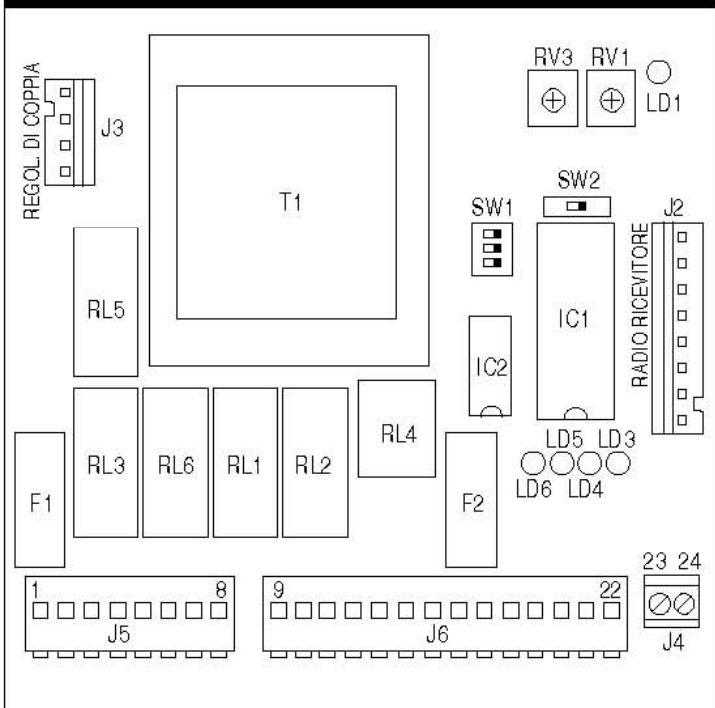 RV3 RV1
LD1
REGOL. DI COPPIA
J3
T1
SW2
SW1
J2
RADIO RICEVITORE
RL5
IC1
IC2
RL4
LD5 LD3
RL3 RL6 RL1 RL2
LD6 LD4
F1
F2
23 24
1 8
9 22
J5
J6
J4